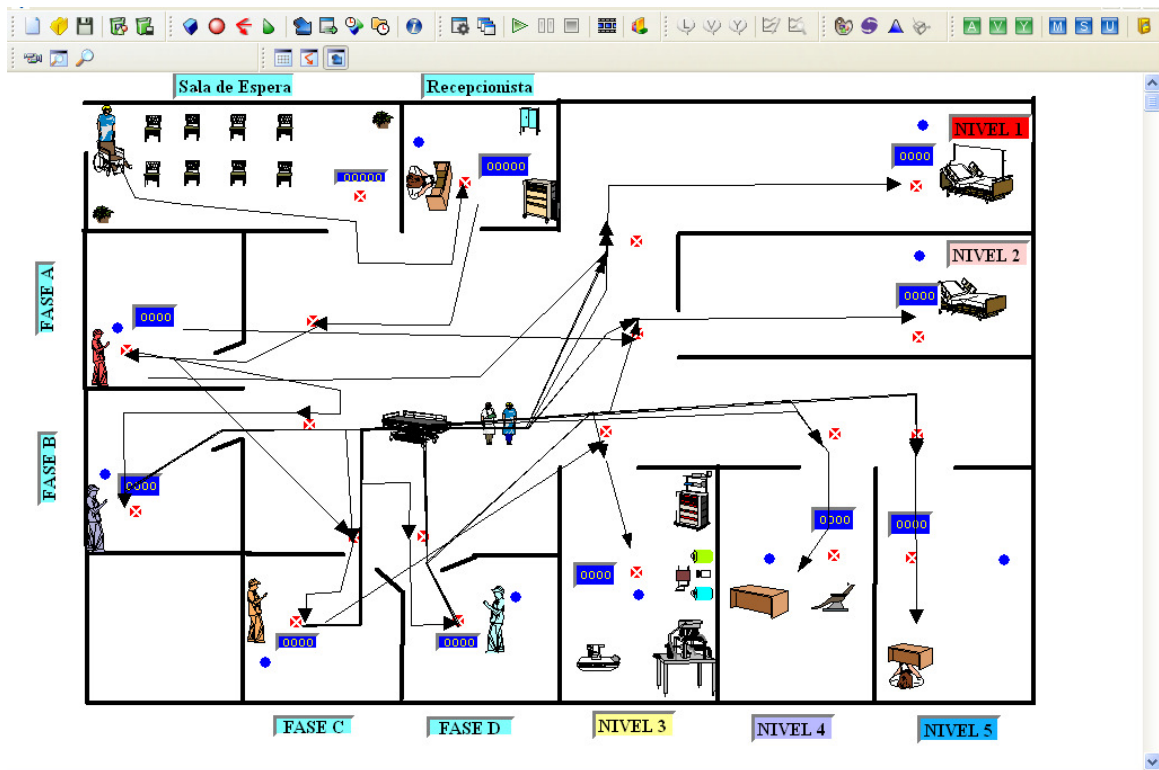 L V Y
A V Y M S U
Sala de Espera
Recepcionista
NIVEL 1
0000
00000
00000
NIVEL 2
FASE A
0000
0000
FASE B
0000
0000
0000
0000
0000
0000
FASE C
FASE D
NIVEL 3
NIVEL 4
NIVEL 5